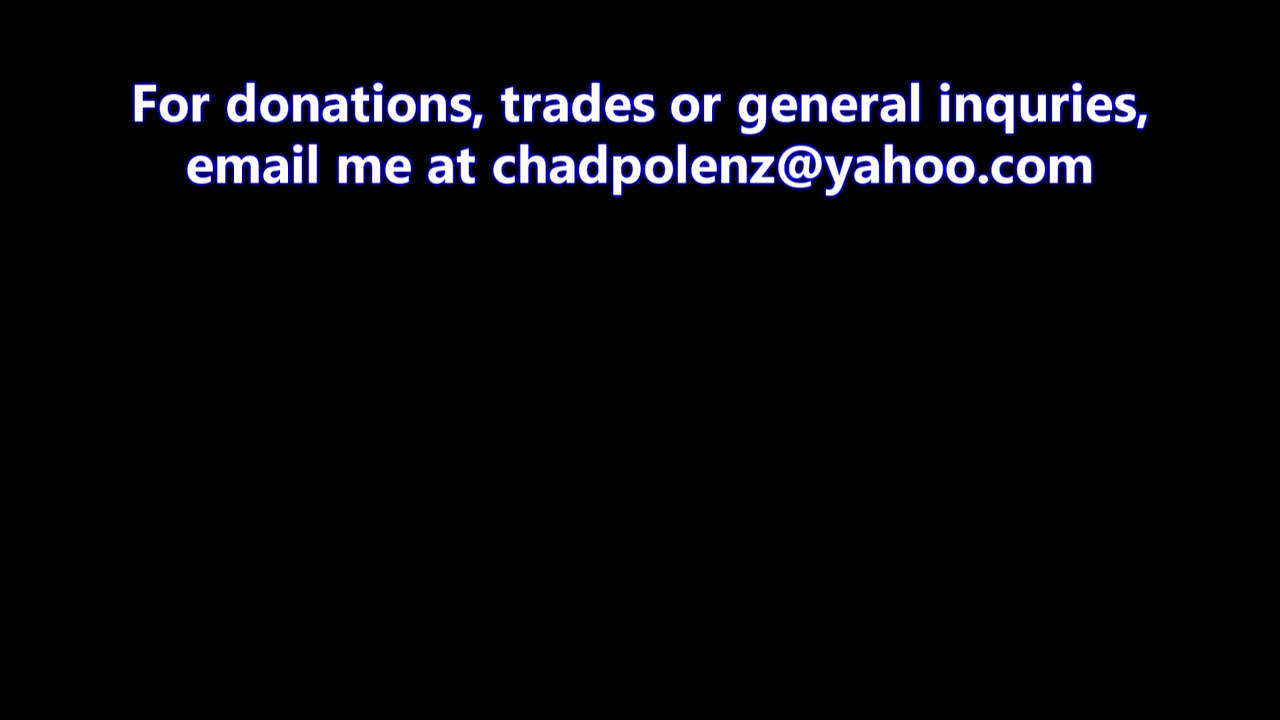 For donations, trades or general inquries,
email me at chadpolenz@yahoo.com